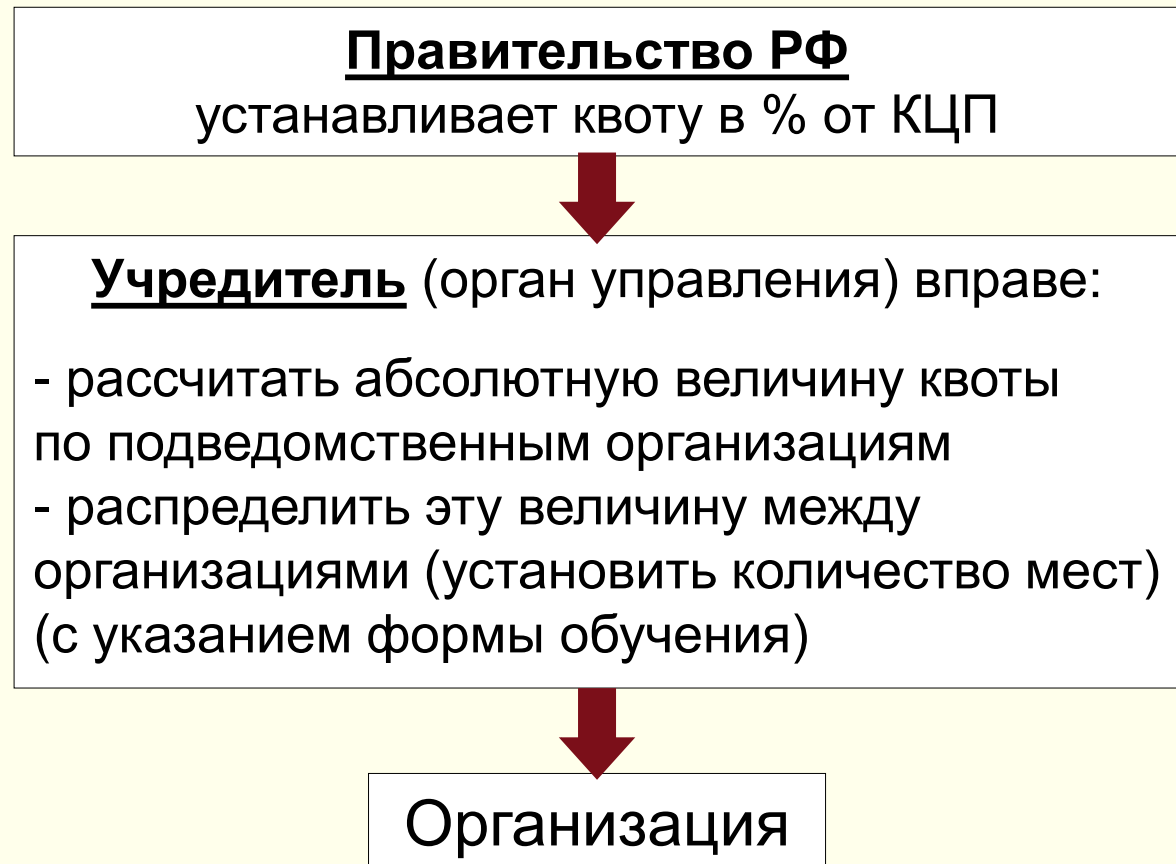 Правительство РФ
устанавливает квоту в % от КЦП
Учредитель (орган управления) вправе:
- рассчитать абсолютную величину квоты
по подведомственным организациям
- распределить эту величину между
организациями (установить количество мест)
(с указанием формы обучения)
Организация